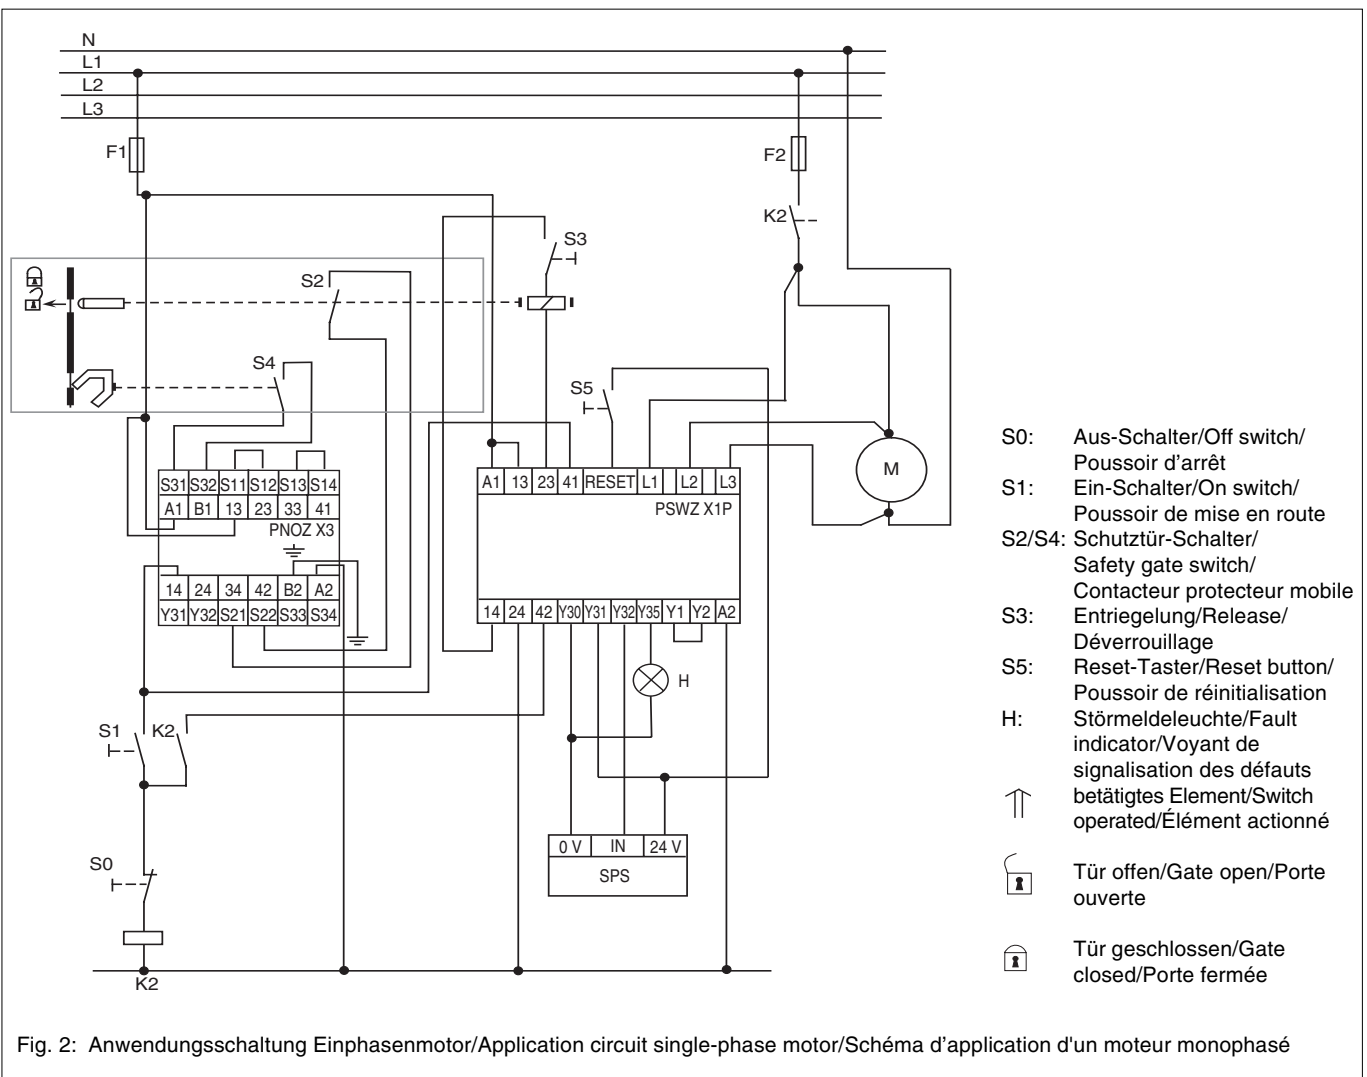 N
L1
L2
L3
F1
F2
K2
S3
S2
S4
S5
M
S31 S32 S11 S12 S13 S14
A1 B1 13 23 33 41
PNOZ X3
14 24 34 42 B2 A2
Y31 Y32 S21 S22 S33 S34
A1 13 23 41 RESET L1 L2 L3
PSWZ X1P
14 24 42 Y30 Y31 Y32 Y35 Y1 Y2 A2
H
S1 K2
0 V IN 24 V
SPS
S0
K2
S0: Aus-Schalter/Off switch/
Poussoir d'arrêt
S1: Ein-Schalter/On switch/
Poussoir de mise en route
S2/S4: Schutztür-Schalter/
Safety gate switch/
Contacteur protecteur mobile
S3: Entriegelung/Release/
Déverrouillage
S5: Reset-Taster/Reset button/
Poussoir de réinitialisation
H: Störmeldeleuchte/Fault
indicator/Voyant de
signalisation des défauts
betätigtes Element/Switch
operated/Élément actionné
Tür offen/Gate open/Porte
ouverte
Tür geschlossen/Gate
closed/Porte fermée
Fig. 2: Anwendungsschaltung Einphasenmotor/Application circuit single-phase motor/Schéma d'application d'un moteur monophasé